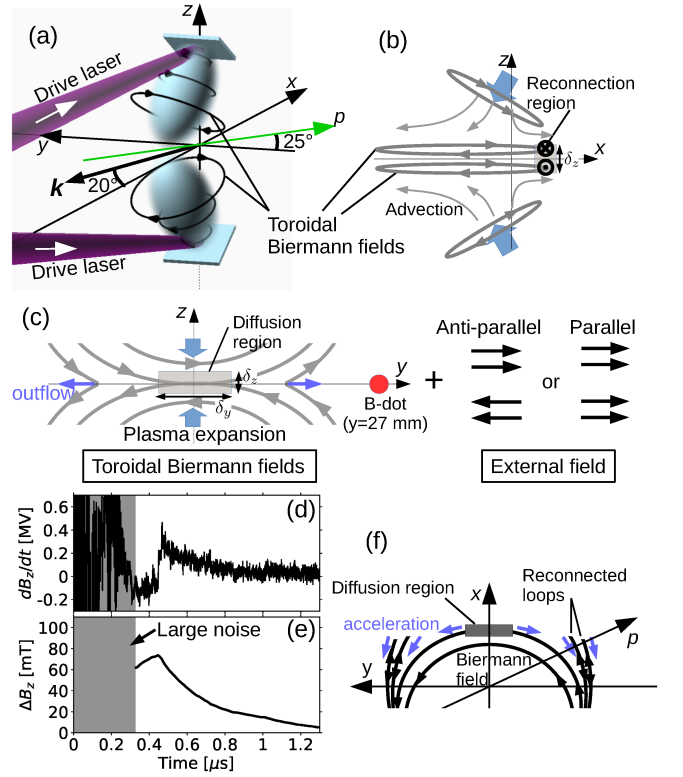 (a)
z
Drive laser
x
p
y
25°
k
20°
Toroidal
Biermann fields
Drive laser
(b)
z
Reconnection
region
x
δz
Advection
(c)
z
Diffusion
region
δz
y
outflow
δy
B-dot
(y=27 mm)
Plasma expansion
Toroidal Biermann fields
+
Anti-parallel
Parallel
or
External field
(d)
dBz/dt [MV]
0.6
0.4
0.2
0
-0.2
(e)
Large noise
ΔBz [mT]
100
80
60
40
20
0
0 0.2 0.4 0.6 0.8 1 1.2
Time [μs]
(f)
Diffusion region
x
Reconnected
loops
acceleration
p
Biermann
field
y